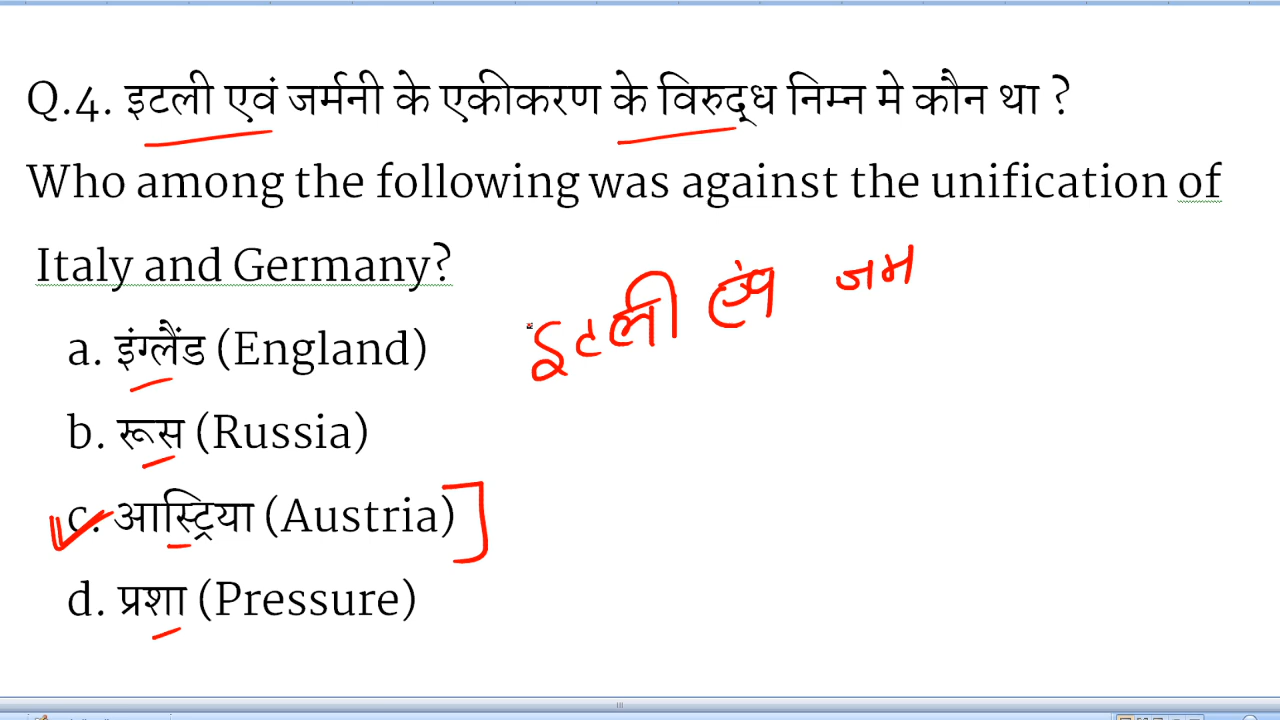 Q.4. इटली एवं जर्मनी के एकीकरण के विरुद्ध निम्न मे कौन था ?
Who among the following was against the unification of
Italy and Germany?
इटली एवं जर्म
a. इंग्लैंड (England)
b. रूस (Russia)
c. आस्ट्रिया (Austria)
d. प्रशा (Pressure)